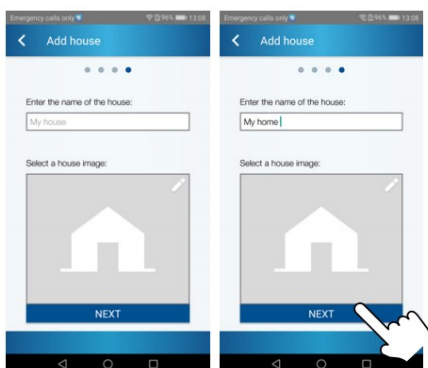 Emergency calls only 96% 13:08
Add house
Enter the name of the house:
My house
Select a house image:
NEXT
Emergency calls only 96% 13:08
Add house
Enter the name of the house:
My home
Select a house image:
NEXT